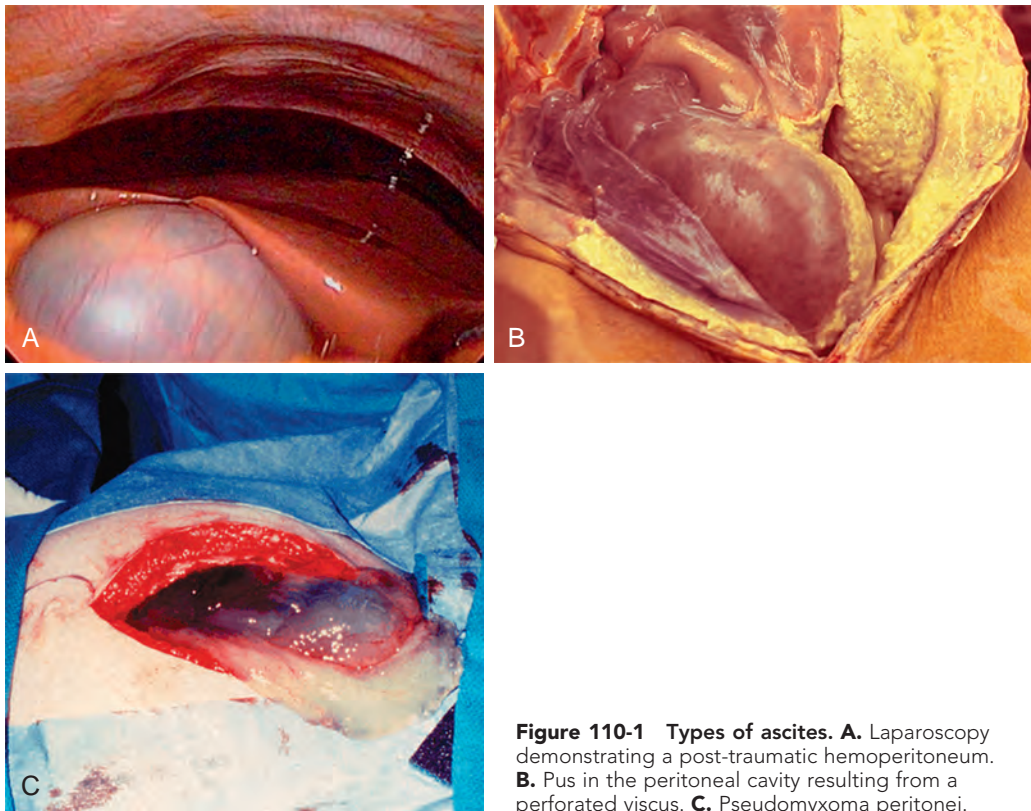 A
B
C
Figure 110-1 Types of ascites. A. Laparoscopy
demonstrating a post-traumatic hemoperitoneum.
B. Pus in the peritoneal cavity resulting from a
perforated viscus. C. Pseudomyxoma peritonei.